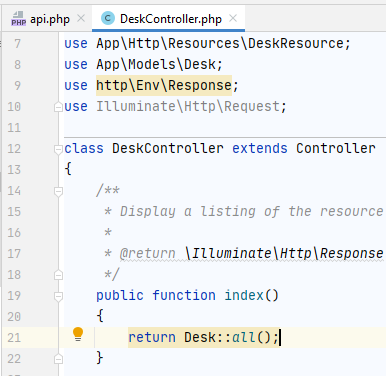 api.php DeskController.php
7 use App\Http\Resources\DeskResource;
8 use App\Models\Desk;
9 use http\Env\Response;
10 use Illuminate\Http\Request;
11
12 class DeskController extends Controller
13 {
14 /**
15 * Display a listing of the resource
16 *
17 * @return \Illuminate\Http\Response
18 */
19 public function index()
20 {
21 return Desk::all();
22 }